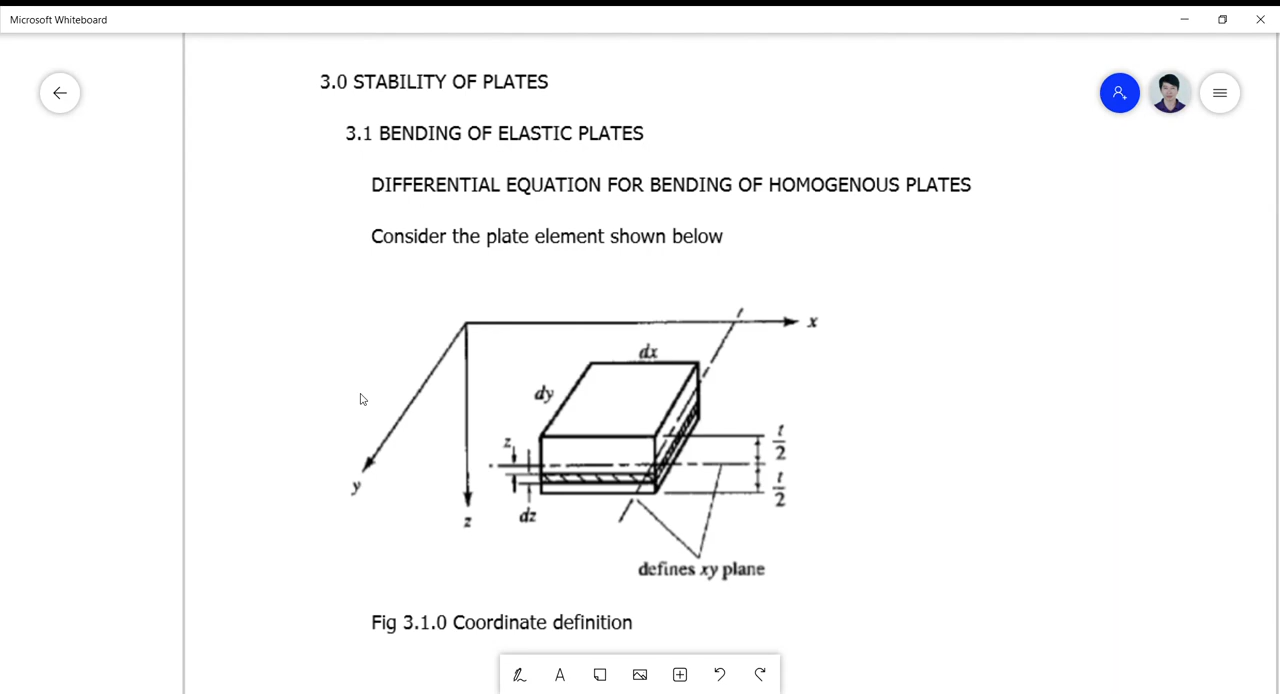 Microsoft Whiteboard
3.0 STABILITY OF PLATES
3.1 BENDING OF ELASTIC PLATES
DIFFERENTIAL EQUATION FOR BENDING OF HOMOGENOUS PLATES
Consider the plate element shown below
x
dx
dy
z
t/2
t/2
y
z
dz
defines xy plane
Fig 3.1.0 Coordinate definition
A